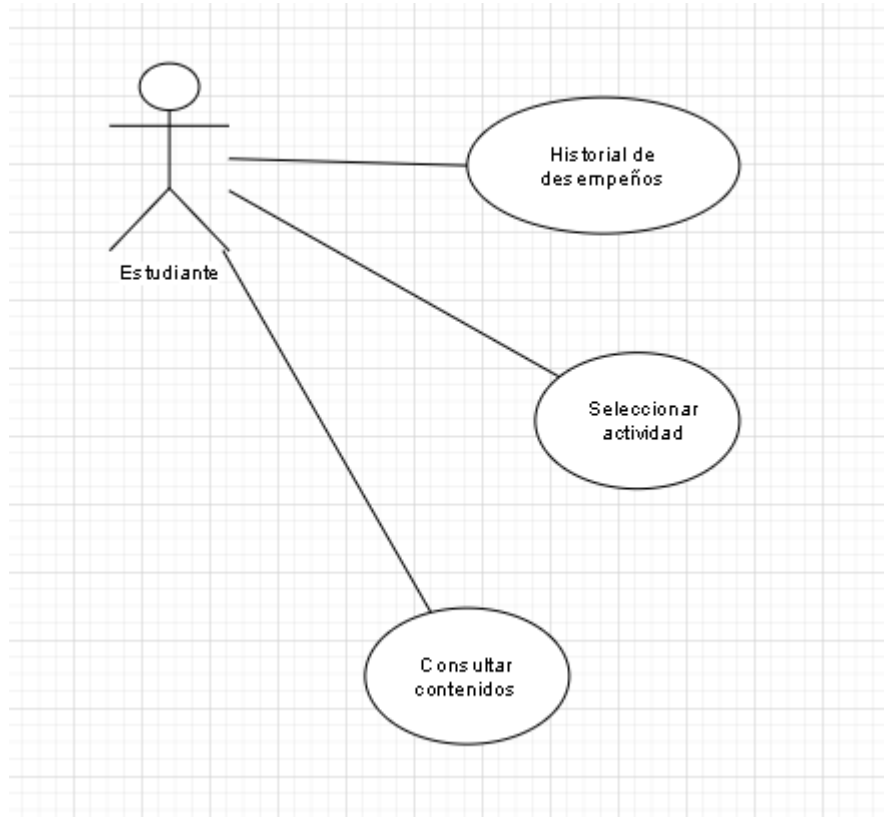 Historial de
desempeños
Estudiante
Seleccionar
actividad
Consultar
contenidos